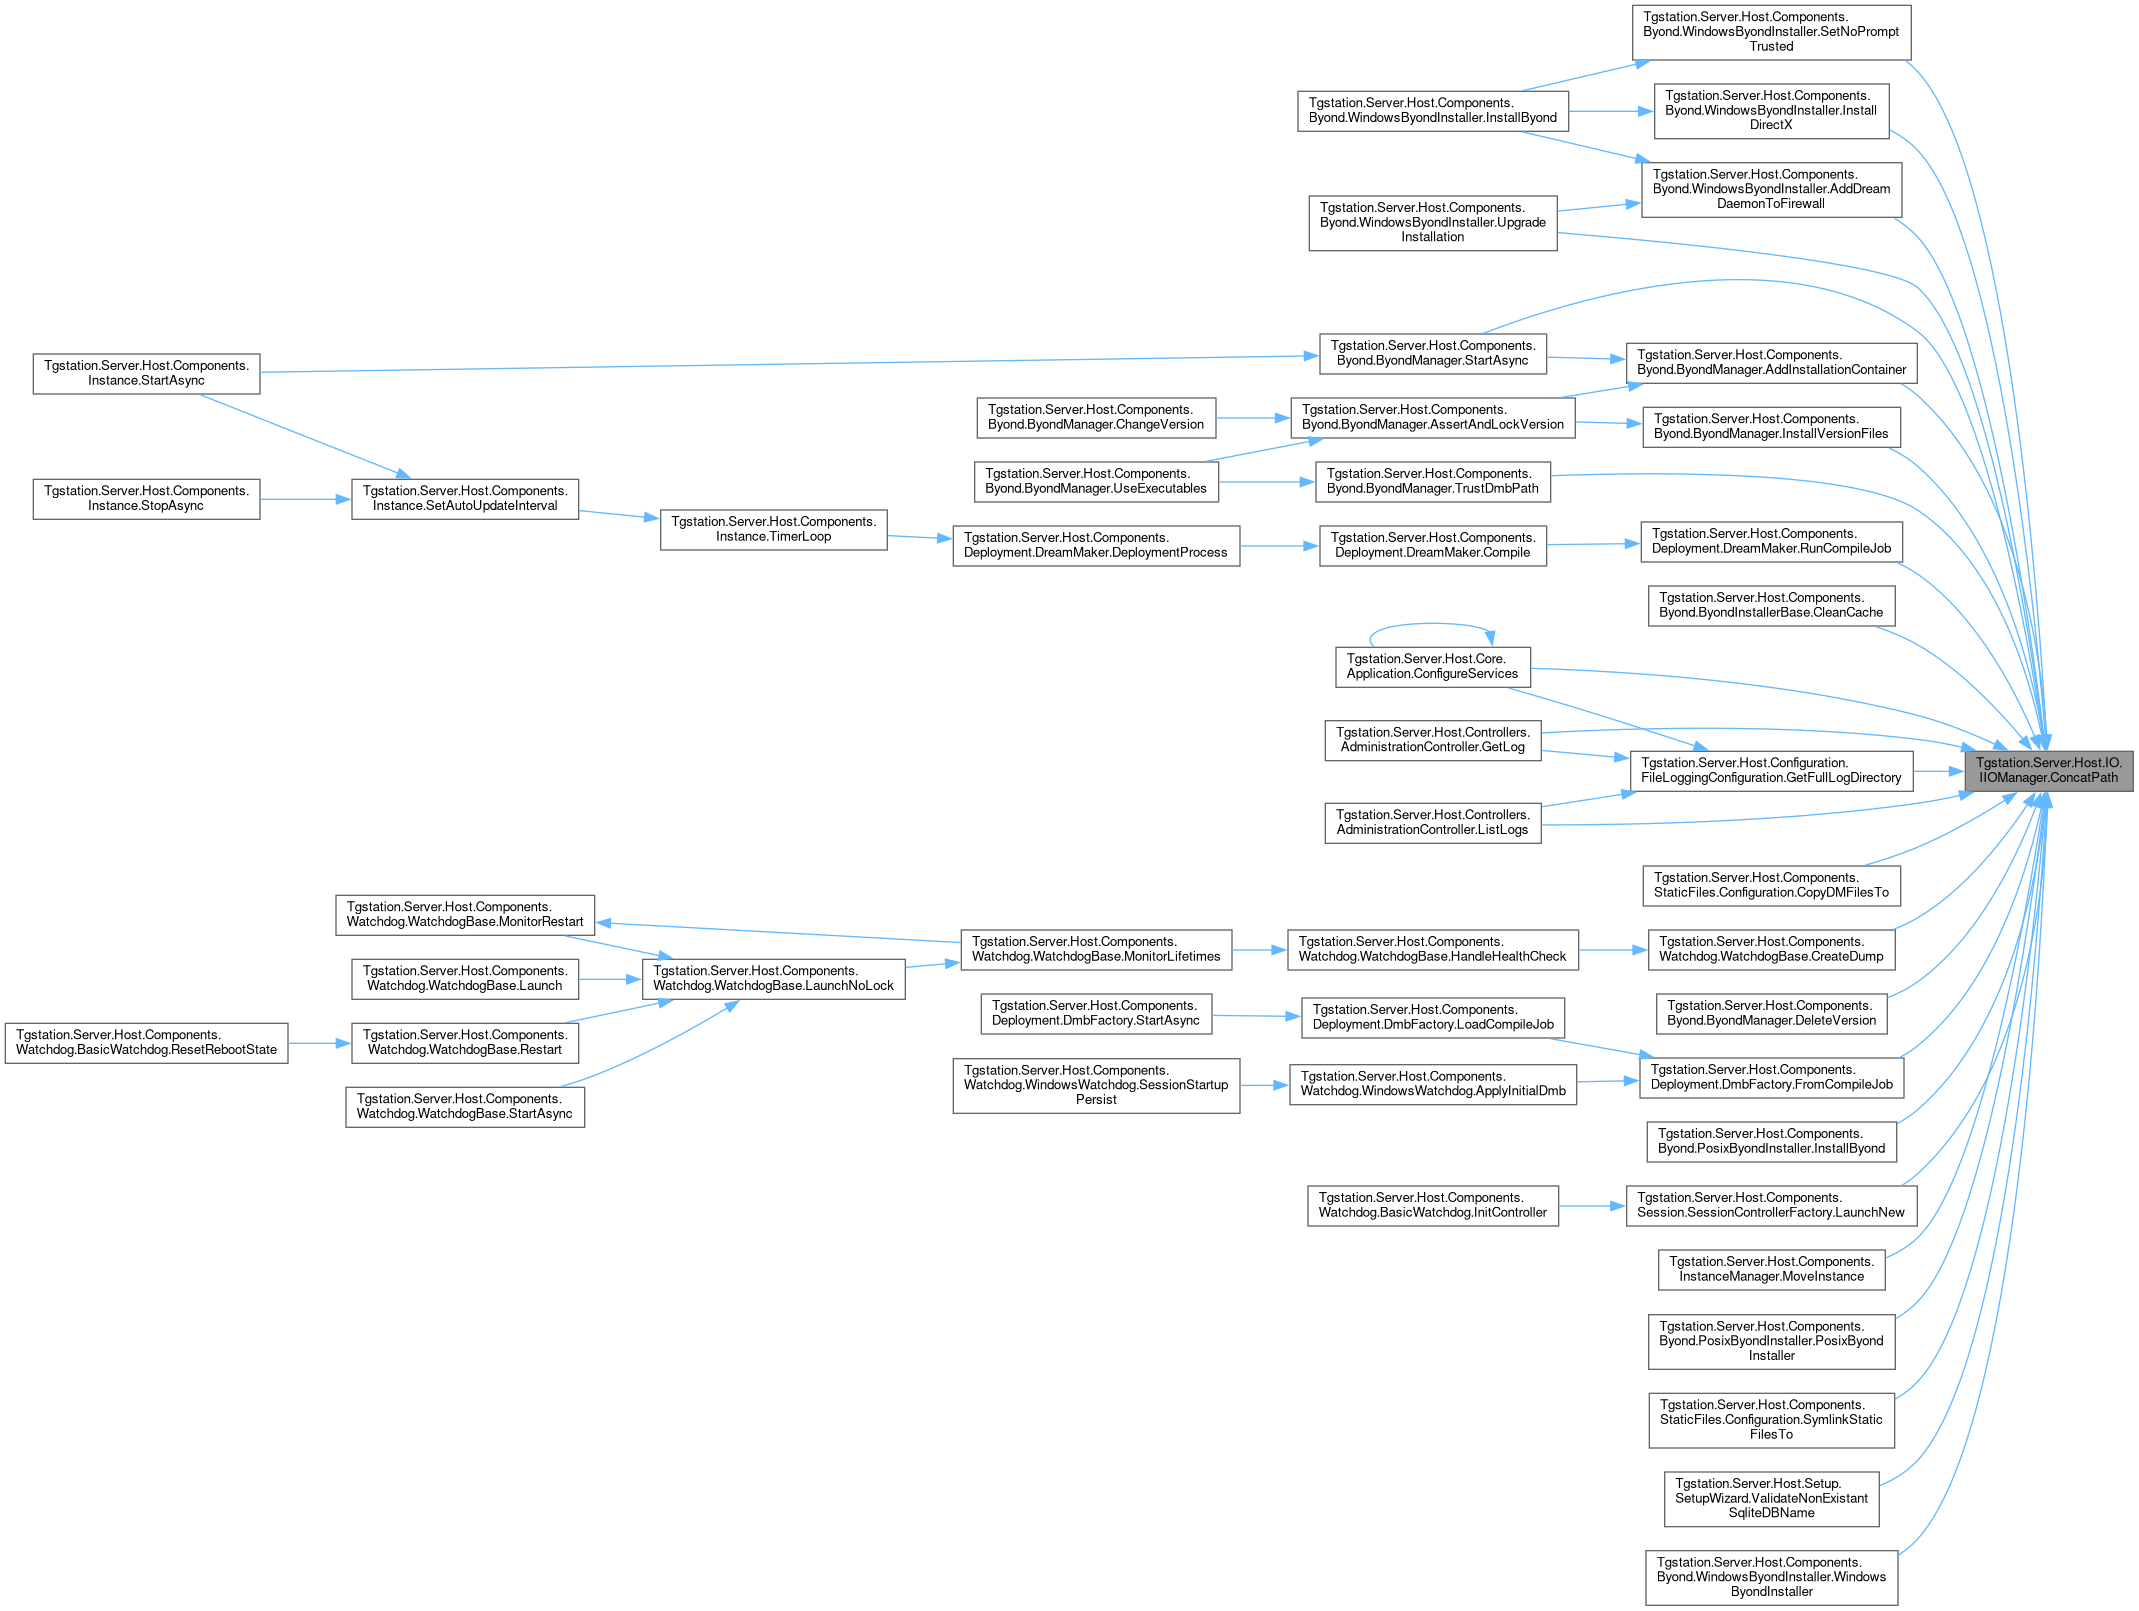 Tgstation.Server.Host.Components.
Byond.WindowsByondInstaller.SetNoPrompt
Trusted
Tgstation.Server.Host.Components.
Byond.WindowsByondInstaller.InstallByond
Tgstation.Server.Host.Components.
Byond.WindowsByondInstaller.Install
DirectX
Tgstation.Server.Host.Components.
Byond.WindowsByondInstaller.AddDream
DaemonToFirewall
Tgstation.Server.Host.Components.
Byond.WindowsByondInstaller.Upgrade
Installation
Tgstation.Server.Host.Components.
Instance.StartAsync
Tgstation.Server.Host.Components.
Byond.ByondManager.StartAsync
Tgstation.Server.Host.Components.
Byond.ByondManager.AddInstallationContainer
Tgstation.Server.Host.Components.
Byond.ByondManager.ChangeVersion
Tgstation.Server.Host.Components.
Byond.ByondManager.AssertAndLockVersion
Tgstation.Server.Host.Components.
Byond.ByondManager.InstallVersionFiles
Tgstation.Server.Host.Components.
Instance.StopAsync
Tgstation.Server.Host.Components.
Instance.SetAutoUpdateInterval
Tgstation.Server.Host.Components.
Byond.ByondManager.UseExecutables
Tgstation.Server.Host.Components.
Byond.ByondManager.TrustDmbPath
Tgstation.Server.Host.Components.
Instance.TimerLoop
Tgstation.Server.Host.Components.
Deployment.DreamMaker.DeploymentProcess
Tgstation.Server.Host.Components.
Deployment.DreamMaker.Compile
Tgstation.Server.Host.Components.
Deployment.DreamMaker.RunCompileJob
Tgstation.Server.Host.Components.
Byond.ByondInstallerBase.CleanCache
Tgstation.Server.Host.Core.
Application.ConfigureServices
Tgstation.Server.Host.Controllers.
AdministrationController.GetLog
Tgstation.Server.Host.Configuration.
FileLoggingConfiguration.GetFullLogDirectory
Tgstation.Server.Host.IO.
IIOManager.ConcatPath
Tgstation.Server.Host.Controllers.
AdministrationController.ListLogs
Tgstation.Server.Host.Components.
StaticFiles.Configuration.CopyDMFilesTo
Tgstation.Server.Host.Components.
Watchdog.WatchdogBase.MonitorRestart
Tgstation.Server.Host.Components.
Watchdog.WatchdogBase.MonitorLifetimes
Tgstation.Server.Host.Components.
Watchdog.WatchdogBase.HandleHealthCheck
Tgstation.Server.Host.Components.
Watchdog.WatchdogBase.CreateDump
Tgstation.Server.Host.Components.
Watchdog.WatchdogBase.Launch
Tgstation.Server.Host.Components.
Watchdog.WatchdogBase.LaunchNoLock
Tgstation.Server.Host.Components.
Deployment.DmbFactory.StartAsync
Tgstation.Server.Host.Components.
Deployment.DmbFactory.LoadCompileJob
Tgstation.Server.Host.Components.
Byond.ByondManager.DeleteVersion
Tgstation.Server.Host.Components.
Watchdog.BasicWatchdog.ResetRebootState
Tgstation.Server.Host.Components.
Watchdog.WatchdogBase.Restart
Tgstation.Server.Host.Components.
Watchdog.WindowsWatchdog.SessionStartup
Persist
Tgstation.Server.Host.Components.
Watchdog.WindowsWatchdog.ApplyInitialDmb
Tgstation.Server.Host.Components.
Deployment.DmbFactory.FromCompileJob
Tgstation.Server.Host.Components.
Watchdog.WatchdogBase.StartAsync
Tgstation.Server.Host.Components.
Byond.PosixByondInstaller.InstallByond
Tgstation.Server.Host.Components.
Watchdog.BasicWatchdog.InitController
Tgstation.Server.Host.Components.
Session.SessionControllerFactory.LaunchNew
Tgstation.Server.Host.Components.
InstanceManager.MoveInstance
Tgstation.Server.Host.Components.
Byond.PosixByondInstaller.PosixByond
Installer
Tgstation.Server.Host.Components.
StaticFiles.Configuration.SymlinkStatic
FilesTo
Tgstation.Server.Host.Setup.
SetupWizard.ValidateNonExistant
SqliteDBName
Tgstation.Server.Host.Components.
Byond.WindowsByondInstaller.Windows
ByondInstaller